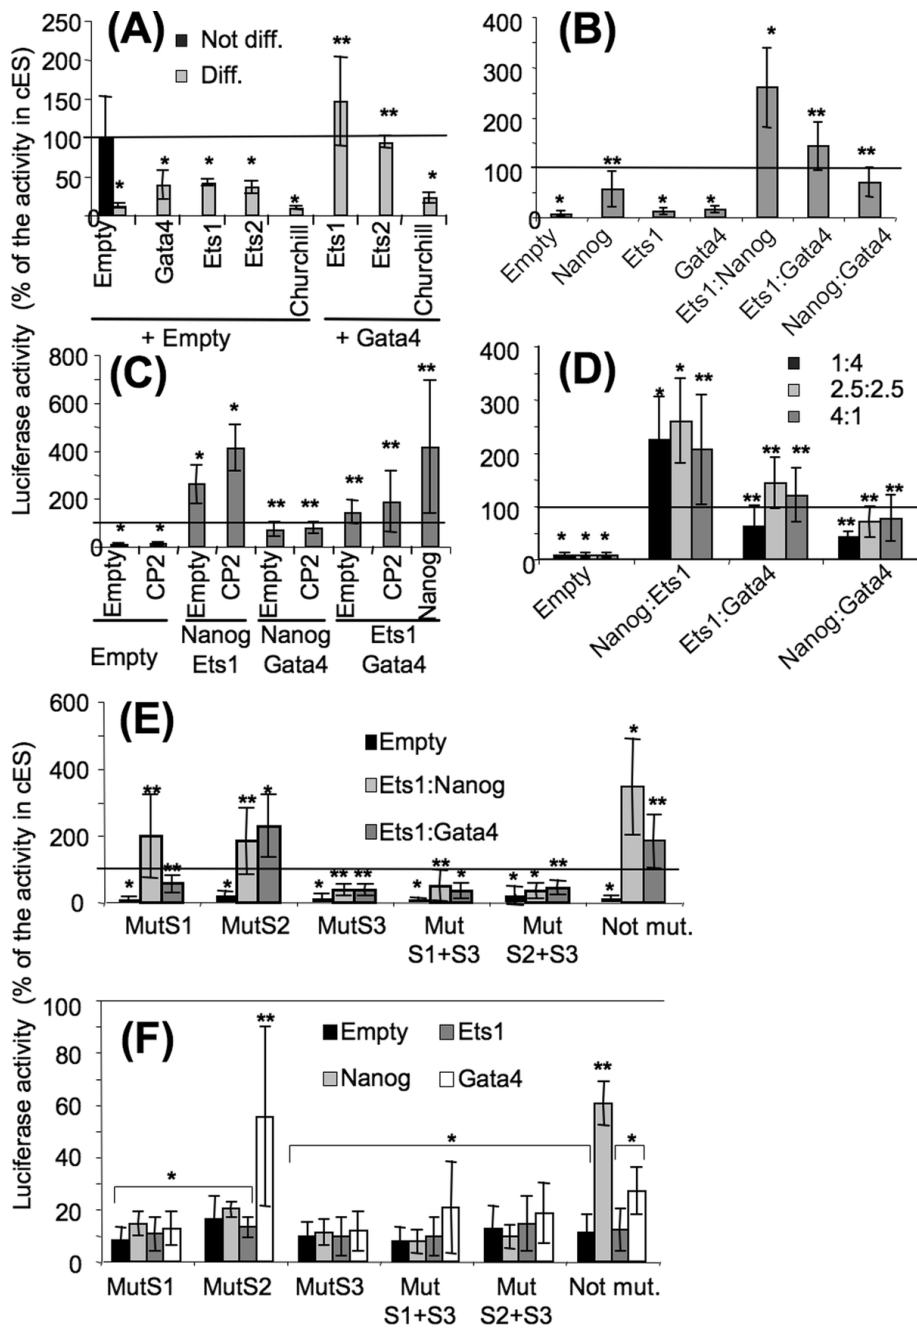 Luciferase activity (% of the activity in cES)
(A)
250
200
150
100
50
0
Not diff.
Diff.
* * * * * ** ** *
Empty
Gata4
Ets1
Ets2
Churchill
Ets1
Ets2
Churchill
+ Empty
+ Gata4
(B)
400
300
200
100
0
* ** * * * ** **
Empty
Nanog
Ets1
Gata4
Ets1:Nanog
Ets1:Gata4
Nanog:Gata4
(C)
800
600
400
200
0
* * * * ** ** ** ** **
Empty
CP2
Empty
CP2
Empty
CP2
Empty
CP2
Nanog
Empty
Nanog
Ets1
Nanog
Gata4
Ets1
Gata4
(D)
400
300
200
100
0
1:4
2.5:2.5
4:1
* * * * * ** ** ** ** ** ** **
Empty
Nanog:Ets1
Ets1:Gata4
Nanog:Gata4
Luciferase activity (% of the activity in cES)
(E)
600
400
200
100
0
Empty
Ets1:Nanog
Ets1:Gata4
* ** ** * ** * * ** ** * ** * * * ** * * **
MutS1
MutS2
MutS3
Mut
S1+S3
Mut
S2+S3
Not mut.
(F)
100
80
60
40
20
0
Empty
Ets1
Nanog
Gata4
* ** * ** *
MutS1
MutS2
MutS3
Mut
S1+S3
Mut
S2+S3
Not mut.